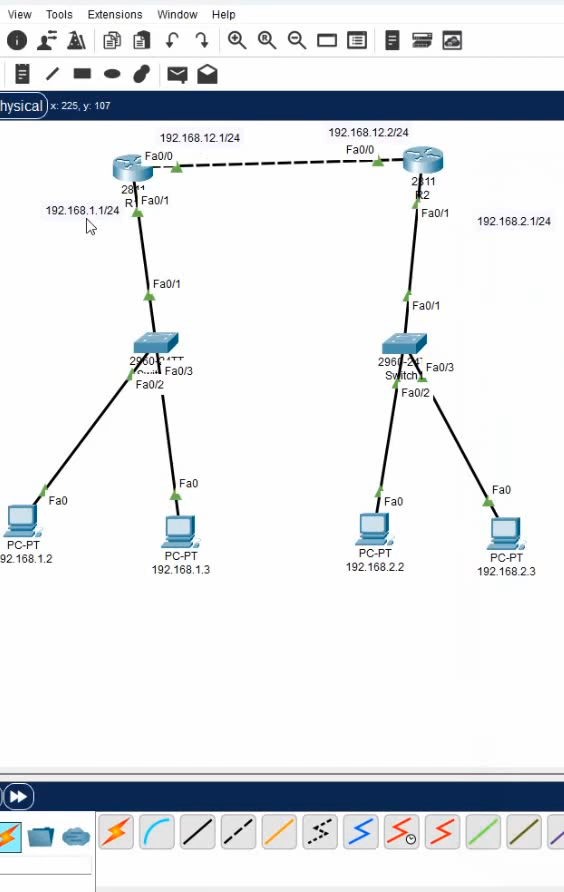 View Tools Extensions Window Help
hysical x: 225, y: 107
192.168.12.1/24
192.168.12.2/24
Fa0/0
Fa0/0
2811
R2
Fa0/1
192.168.1.1/24
Fa0/1
192.168.2.1/24
Fa0/1
Fa0/1
Fa0/3
Fa0/2
Fa0/3
Switch
Fa0/2
Fa0
Fa0
Fa0
Fa0
PC-PT
92.168.1.2
PC-PT
192.168.1.3
PC-PT
192.168.2.2
PC-PT
192.168.2.3